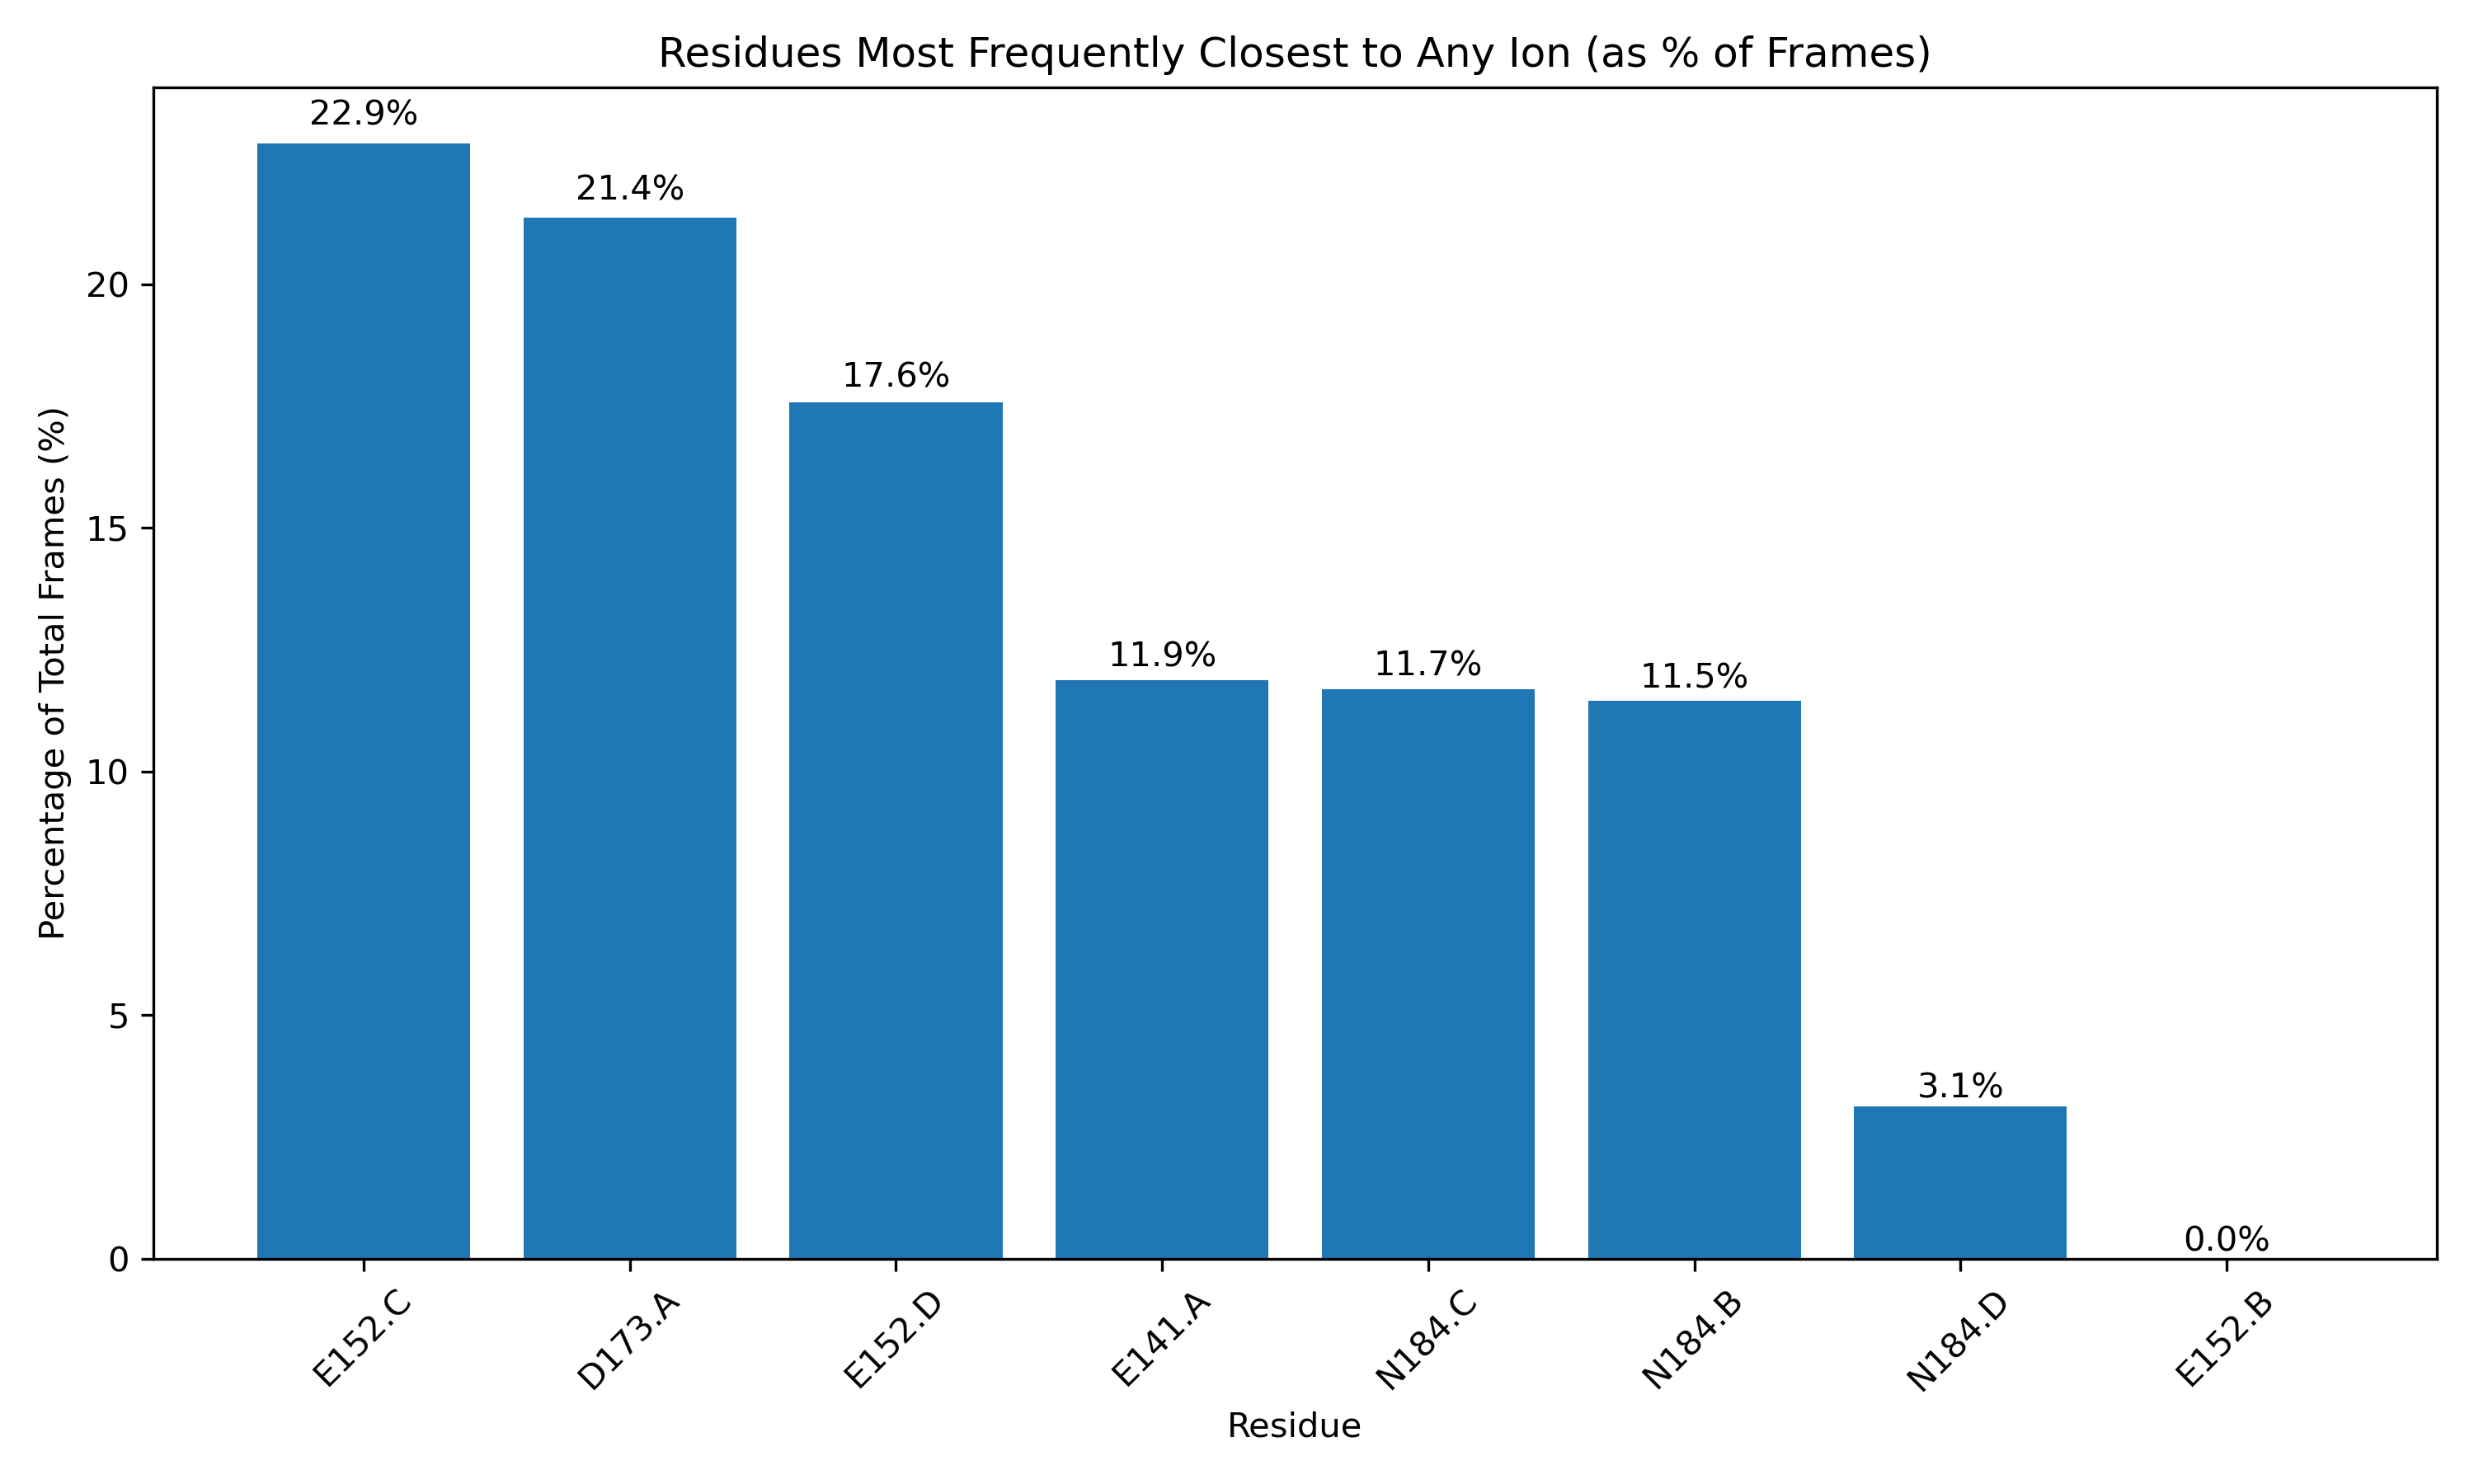 Residues Most Frequently Closest to Any Ion (as % of Frames)
22.9%
21.4%
17.6%
11.9%
11.7%
11.5%
3.1%
0.0%
Percentage of Total Frames (%)
20
15
10
5
0
E152.C
D173.A
E152.D
E141.A
N184.C
N184.B
N184.D
E152.B
Residue